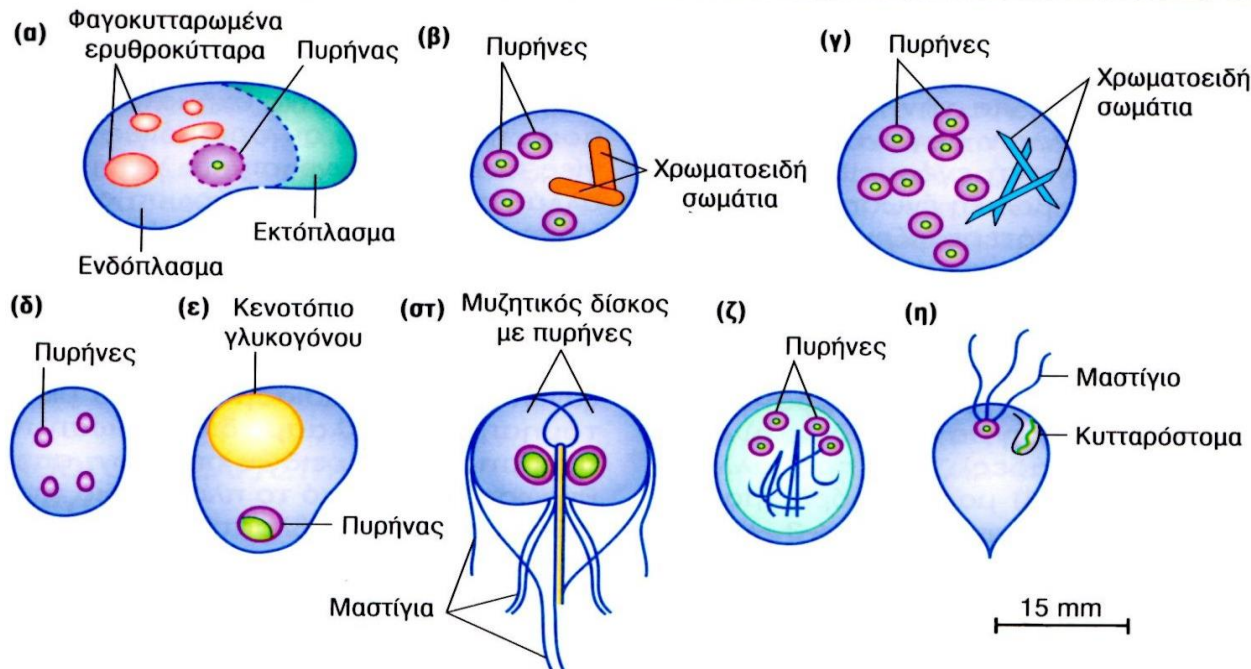 (α)
Φαγοκυτταρωμένα
ερυθροκύτταρα
Πυρήνας
Ενδόπλασμα
Εκτόπλασμα
(β)
Πυρήνες
Χρωματοειδή
σωμάτια
(γ)
Πυρήνες
Χρωματοειδή
σωμάτια
(δ)
Πυρήνες
(ε)
Κενοτόπιο
γλυκογόνου
Πυρήνας
(στ)
Μυζητικός δίσκος
με πυρήνες
Μαστίγια
(ζ)
Πυρήνες
(η)
Μαστίγιο
Κυτταρόστομα
15 mm